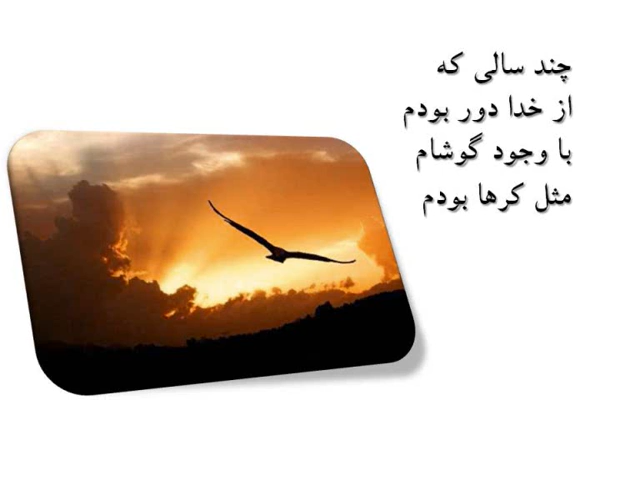 چند سالی که
از خدا دور بودم
با وجود گوشام
مثل کرها بودم